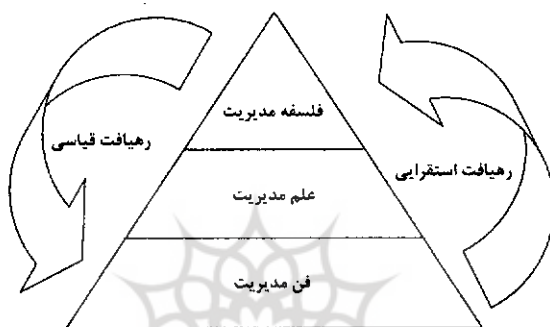 فلسفه مدیریت
رهیافت قیاسی
رهیافت استقرایی
علم مدیریت
فن مدیریت